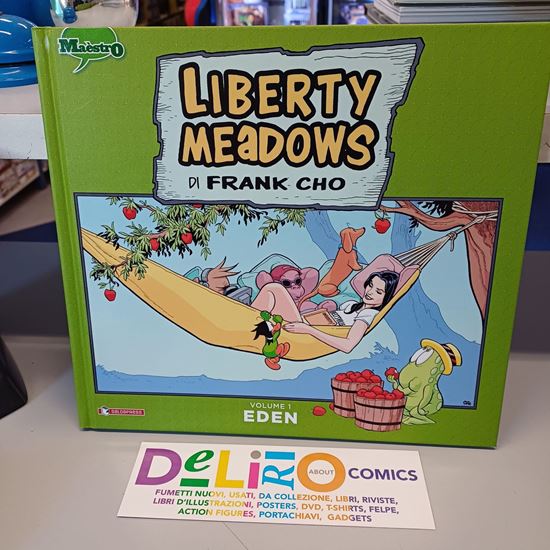 Maestro
LIBERTY
MEADOWS
DI FRANK CHO
VOLUME 1
EDEN
SALDAPRESS
DELIRIO ABOUT COMICS
FUMETTI NUOVI, USATI, DA COLLEZIONE, LIBRI, RIVISTE,
LIBRI D'ILLUSTRAZIONI, POSTERS, DVD, T-SHIRTS, FELPE,
ACTION FIGURES, PORTACHIAVI, GADGETS